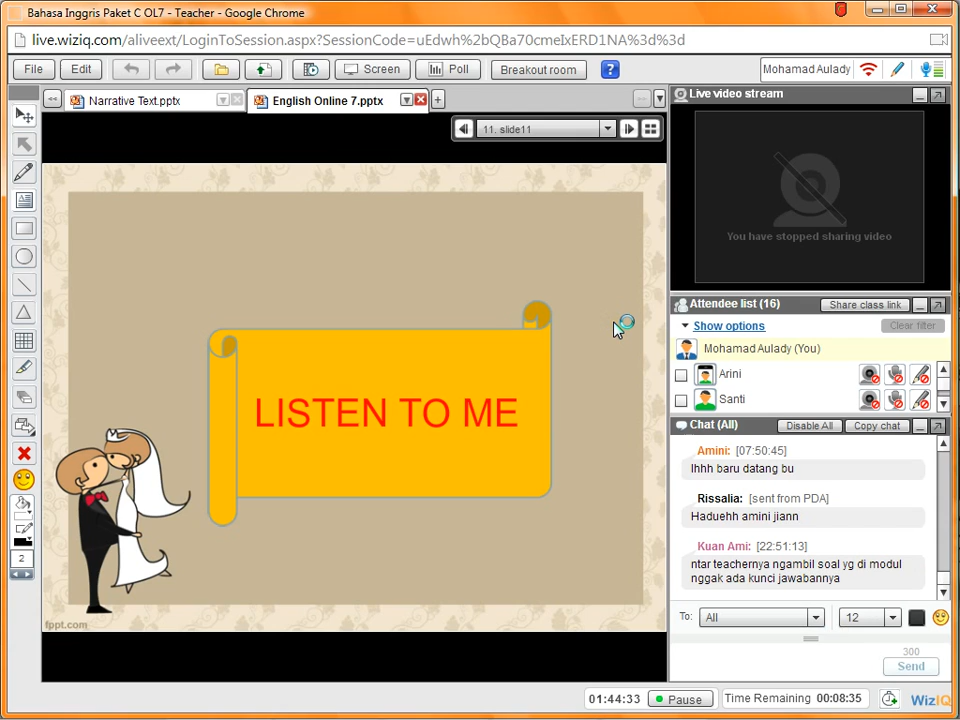 Bahasa Inggris Paket C OL7 - Teacher - Google Chrome
live.wiziq.com/aliveext/LoginToSession.aspx?SessionCode=uEdwh%2bQBa70cmeIxERD1NA%3d%3d
File Edit Screen Poll Breakout room ? Mohamad Aulady
<< Narrative Text.pptx English Online 7.pptx +
Live video stream
11. slide11
You have stopped sharing video
LISTEN TO ME
fppt.com
2
Attendee list (16) Share class link
Show options Clear filter
Mohamad Aulady (You)
Arini
Santi
Chat (All) Disable All Copy chat
Amini: [07:50:45]
Ihhh baru datang bu
Rissalia: [sent from PDA]
Haduehh amini jiann
Kuan Ami: [22:51:13]
ntar teachernya ngambil soal yg di modul
nggak ada kunci jawabannya
To: All 12
300
Send
01:44:33 Pause Time Remaining 00:08:35 WizIQ